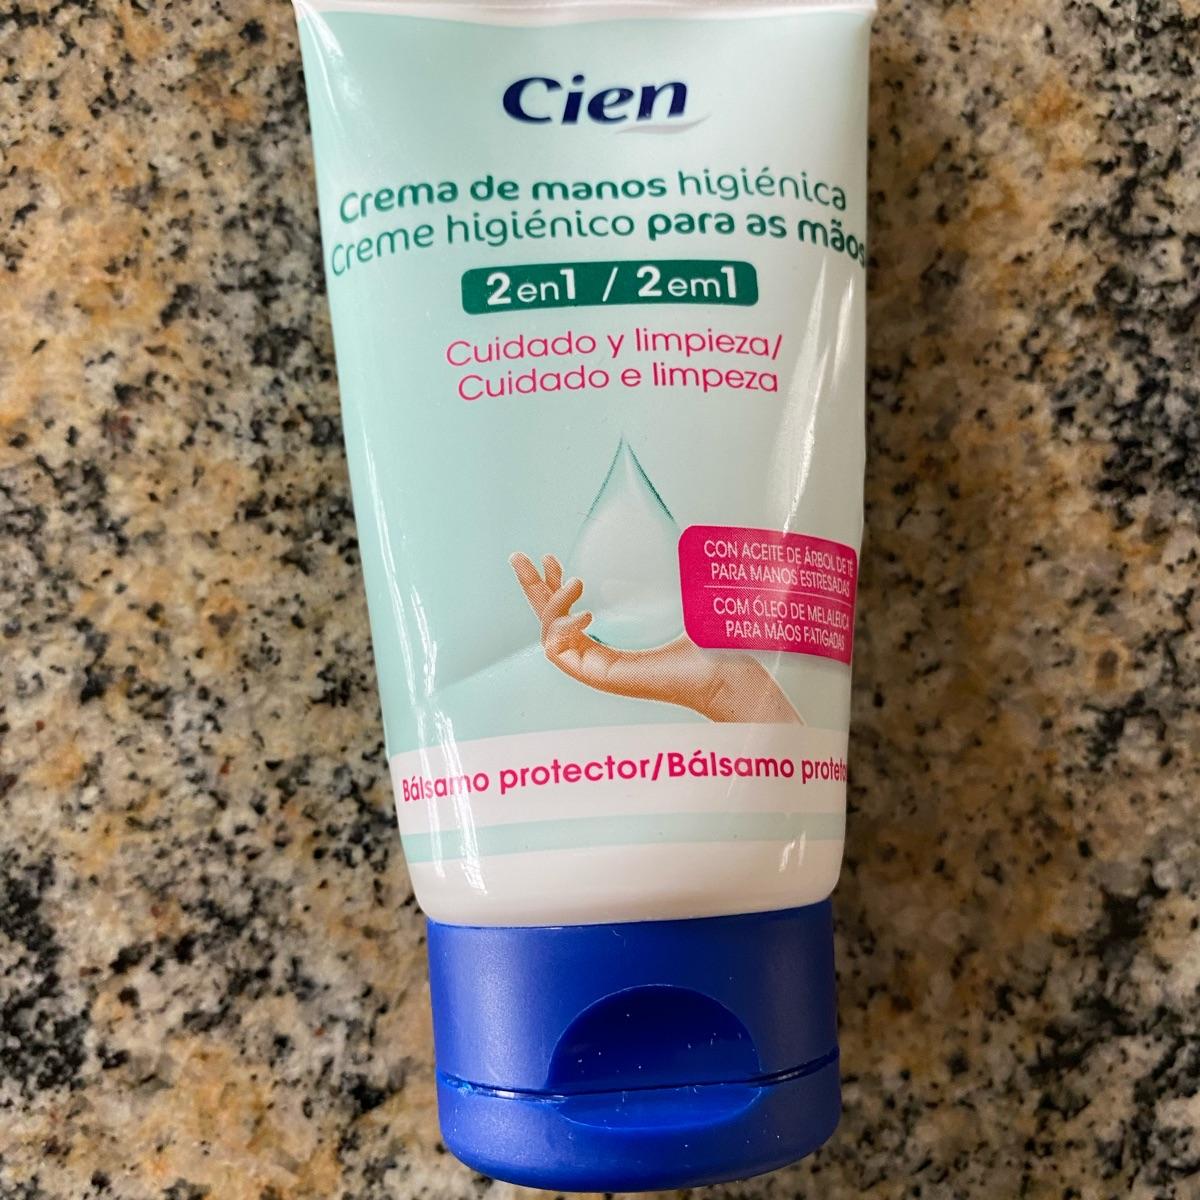 Cien
Crema de manos higiénica
Creme higiénico para as mãos
2en1 / 2em1
Cuidado y limpieza/
Cuidado e limpeza
CON ACEITE DE ÁRBOL DE TÉ
PARA MANOS ESTRESADAS
COM ÓLEO DE MELALEUCA
PARA MÃOS FATIGADAS
Bálsamo protector/Bálsamo proteto